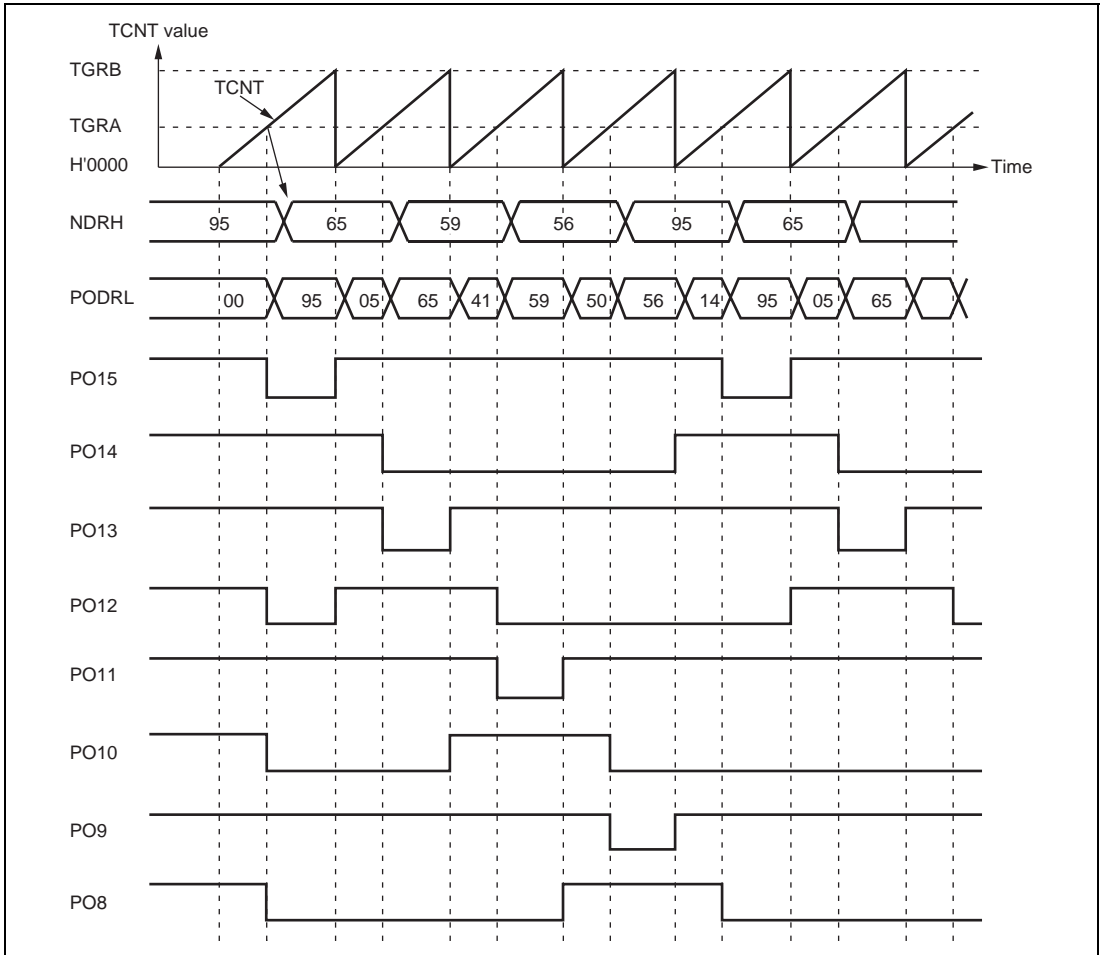 TCNT value
TGRB
TCNT
TGRA
H'0000
Time
NDRH 95 65 59 56 95 65
PODRL 00 95 05 65 41 59 50 56 14 95 05 65
PO15
PO14
PO13
PO12
PO11
PO10
PO9
PO8